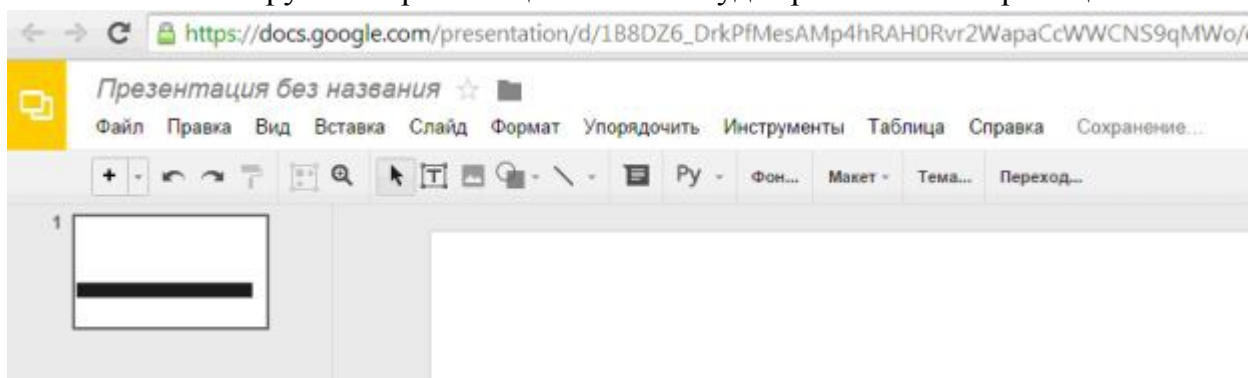 https://docs.google.com/presentation/d/1B8DZ6_DrkPfMesAMp4hRAH0Rvr2WapaCcWWCNS9qMWo/
Презентация без названия
Файл Правка Вид Вставка Слайд Формат Упорядочить Инструменты Таблица Справка Сохранение...
Ру Фон... Макет Тема... Переход...
1